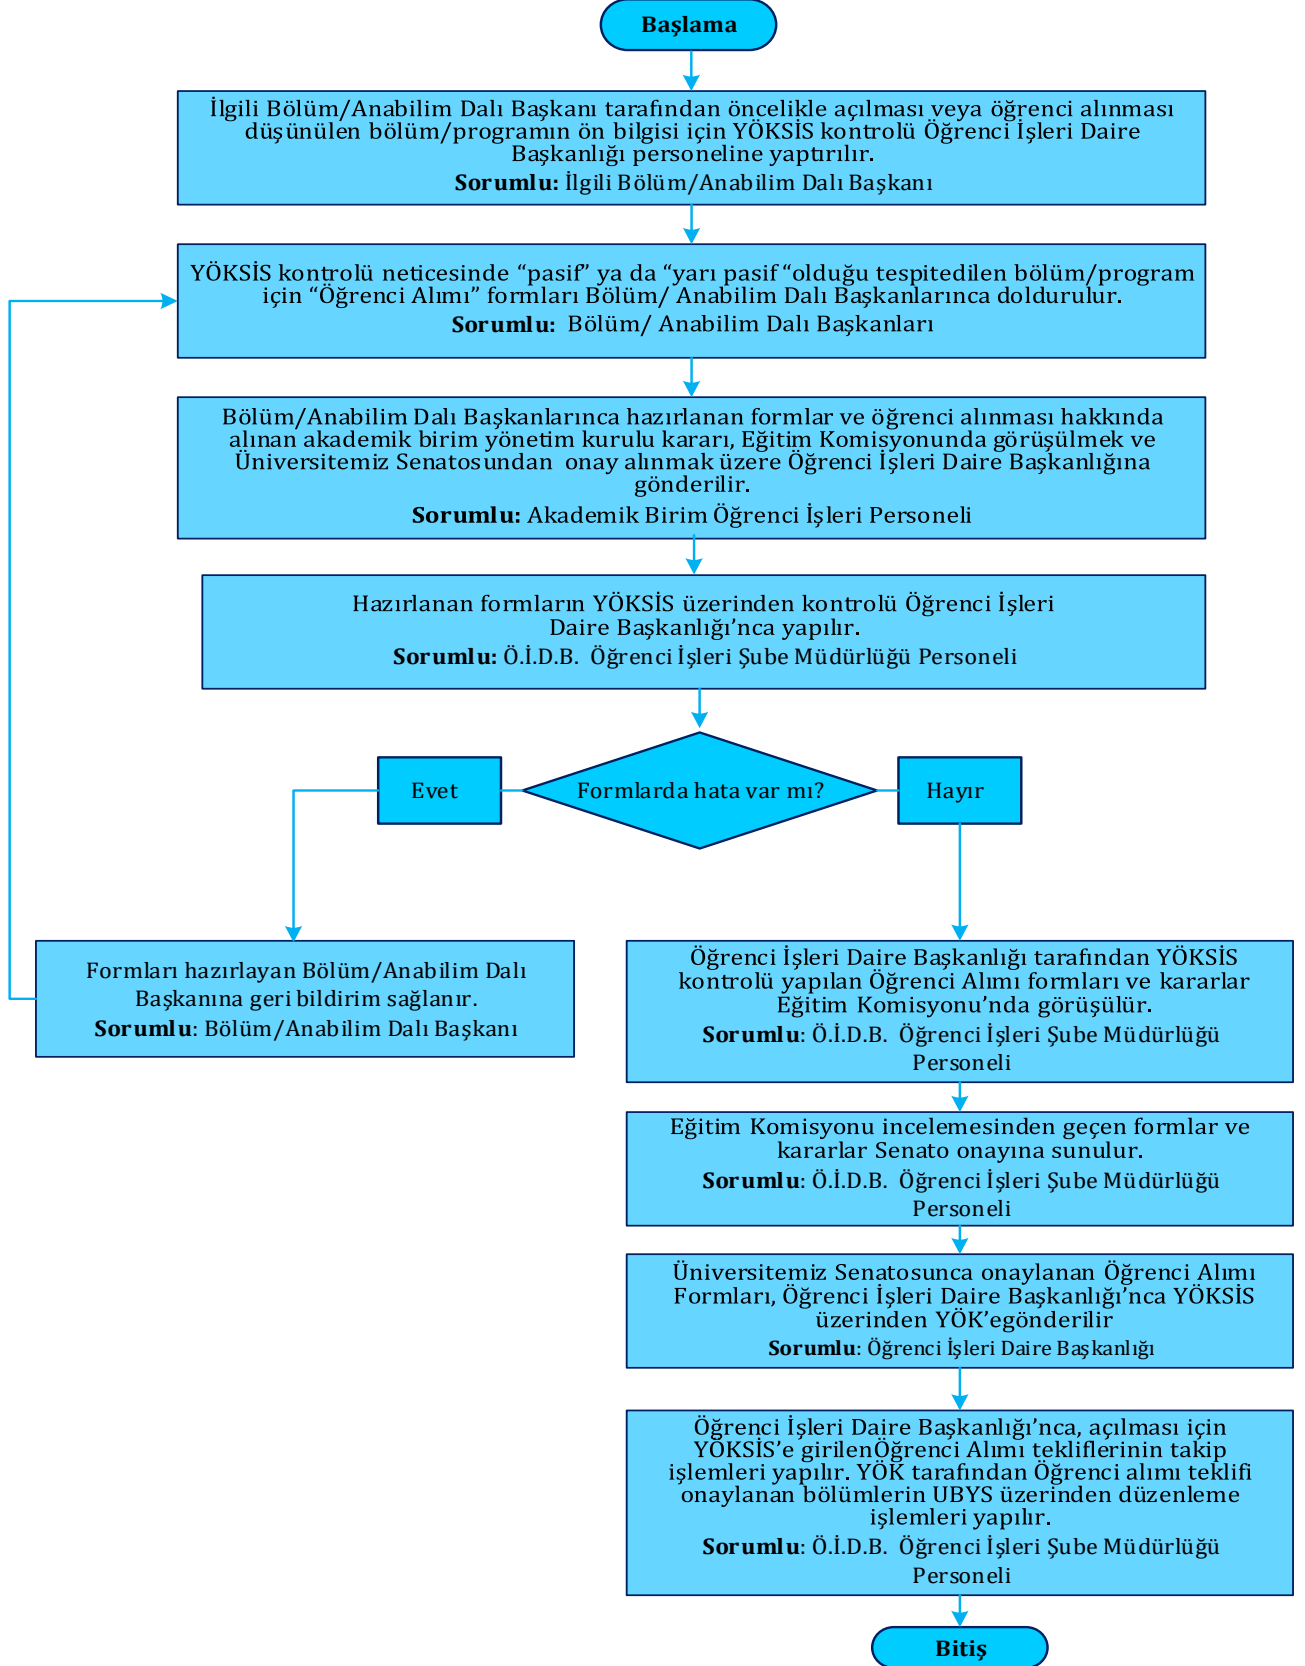 Başlama
İlgili Bölüm/Anabilim Dalı Başkanı tarafından öncelikle açılması veya öğrenci alınması
düşünülen bölüm/programın ön bilgisi için YÖKSİS kontrolü Öğrenci İşleri Daire
Başkanlığı personeline yaptırılır.
Sorumlu: İlgili Bölüm/Anabilim Dalı Başkanı
YÖKSİS kontrolü neticesinde “pasif” ya da “yarı pasif “olduğu tespitedilen bölüm/program
için “Öğrenci Alımı” formları Bölüm/ Anabilim Dalı Başkanlarınca doldurulur.
Sorumlu: Bölüm/ Anabilim Dalı Başkanları
Bölüm/Anabilim Dalı Başkanlarınca hazırlanan formlar ve öğrenci alınması hakkında
alınan akademik birim yönetim kurulu kararı, Eğitim Komisyonunda görüşülmek ve
Üniversitemiz Senatosundan onay alınmak üzere Öğrenci İşleri Daire Başkanlığına
gönderilir.
Sorumlu: Akademik Birim Öğrenci İşleri Personeli
Hazırlanan formların YÖKSİS üzerinden kontrolü Öğrenci İşleri
Daire Başkanlığı’nca yapılır.
Sorumlu: Ö.İ.D.B. Öğrenci İşleri Şube Müdürlüğü Personeli
Evet
Formlarda hata var mı?
Hayır
Formları hazırlayan Bölüm/Anabilim Dalı
Başkanına geri bildirim sağlanır.
Sorumlu: Bölüm/Anabilim Dalı Başkanı
Öğrenci İşleri Daire Başkanlığı tarafından YÖKSİS
kontrolü yapılan Öğrenci Alımı formları ve kararlar
Eğitim Komisyonu’nda görüşülür.
Sorumlu: Ö.İ.D.B. Öğrenci İşleri Şube Müdürlüğü
Personeli
Eğitim Komisyonu incelemesinden geçen formlar ve
kararlar Senato onayına sunulur.
Sorumlu: Ö.İ.D.B. Öğrenci İşleri Şube Müdürlüğü
Personeli
Üniversitemiz Senatosunca onaylanan Öğrenci Alımı
Formları, Öğrenci İşleri Daire Başkanlığı’nca YÖKSİS
üzerinden YÖK’egönderilir
Sorumlu: Öğrenci İşleri Daire Başkanlığı
Öğrenci İşleri Daire Başkanlığı’nca, açılması için
YÖKSİS’e girilenÖğrenci Alımı tekliflerinin takip
işlemleri yapılır. YÖK tarafından Öğrenci alımı teklifi
onaylanan bölümlerin UBYS üzerinden düzenleme
işlemleri yapılır.
Sorumlu: Ö.İ.D.B. Öğrenci İşleri Şube Müdürlüğü
Personeli
Bitiş